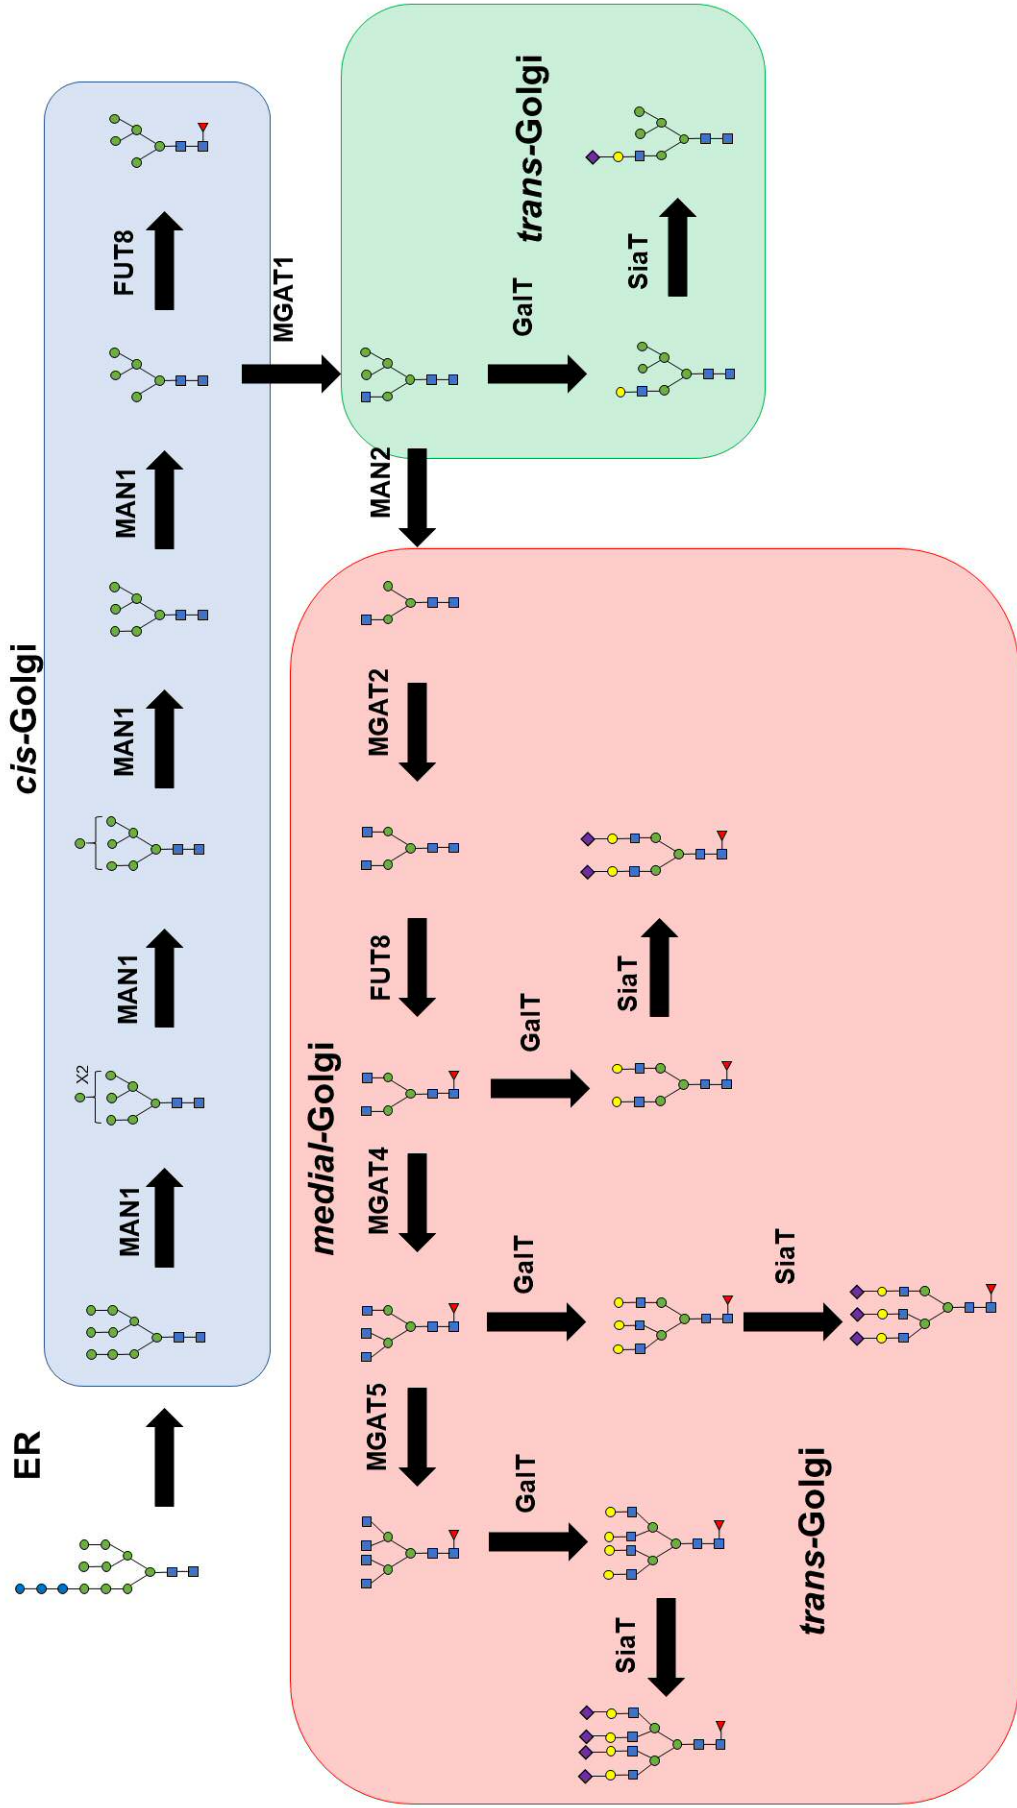 ER
cis-Golgi
MAN1
MAN1
MAN1
MAN1
FUT8
X2
MGAT1
trans-Golgi
GalT
SiaT
MAN2
medial-Golgi
MGAT2
FUT8
MGAT4
MGAT5
GalT
SiaT
GalT
SiaT
GalT
SiaT
trans-Golgi